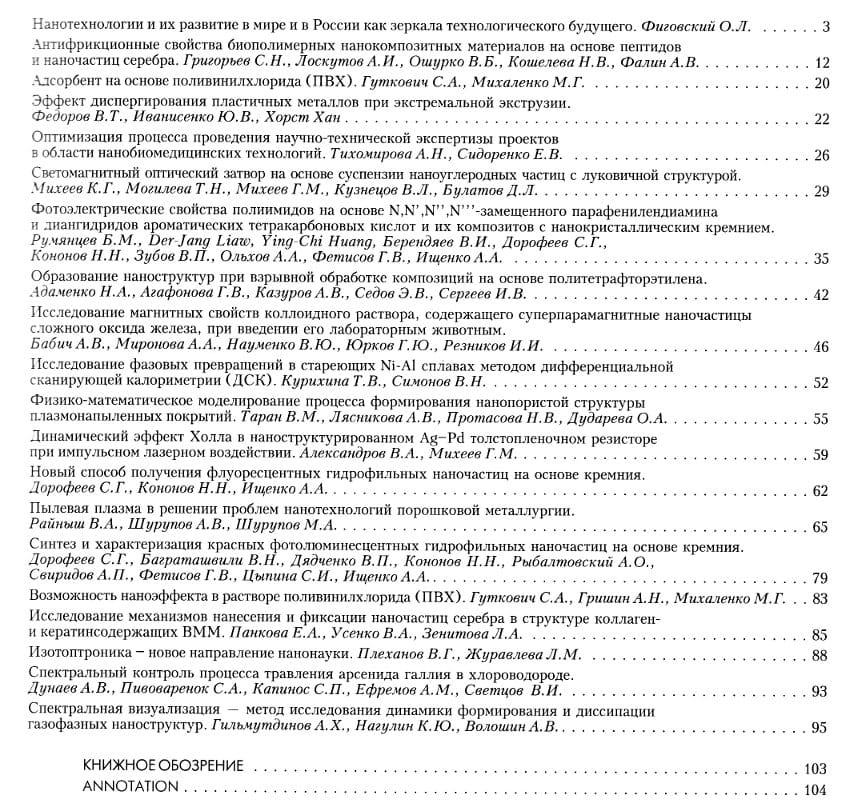 Нанотехнологии и их развитие в мире и в России как зеркала технологического будущего. Фиговский О.Л. . . . . . . 3
Антифрикционные свойства биополимерных нанокомпозитных материалов на основе пептидов
и наночастиц серебра. Григорьев С.Н., Лоскутов А.И., Ошурко В.Б., Кошелева Н.В., Фалин А.В. . . . . . . . . . . . 12
Адсорбент на основе поливинилхлорида (ПВХ). Гуткович С.А., Михаленко М.Г. . . . . . . . . . . . . . . . . . . . . . 20
Эффект диспергирования пластичных металлов при экстремальной экструзии.
Федоров В.Т., Иванисенко Ю.В., Хорст Хан . . . . . . . . . . . . . . . . . . . . . . . . . . . . . . . . . . . . . . . . . . 22
Оптимизация процесса проведения научно-технической экспертизы проектов
в области нанобиомедицинских технологий. Тихомирова А.Н., Сидоренко Е.В. . . . . . . . . . . . . . . . . . . . . . . 26
Светомагнитный оптический затвор на основе суспензии наноуглеродных частиц с луковичной структурой.
Михеев К.Г., Могилева Т.Н., Михеев Г.М., Кузнецов В.Л., Булатов Д.Л. . . . . . . . . . . . . . . . . . . . . . . . . . 29
Фотоэлектрические свойства полиимидов на основе N,N',N'',N'''-замещенного парафенилендиамина
и диангидридов ароматических тетракарбоновых кислот и их композитов с нанокристаллическим кремнием.
Румянцев Б.М., Der-Jang Liaw, Ying-Chi Huang, Берендяев В.И., Дорофеев С.Г.,
Кононов Н.Н., Зубов В.П., Ольхов А.А., Фетисов Г.В., Ищенко А.А. . . . . . . . . . . . . . . . . . . . . . . . . . . . . 35
Образование наноструктур при взрывной обработке композиций на основе политетрафторэтилена.
Адаменко Н.А., Агафонова Г.В., Казуров А.В., Седов Э.В., Сергеев И.В. . . . . . . . . . . . . . . . . . . . . . . . . . 42
Исследование магнитных свойств коллоидного раствора, содержащего суперпарамагнитные наночастицы
сложного оксида железа, при введении его лабораторным животным.
Бабич А.В., Миронова А.А., Науменко В.Ю., Юрков Г.Ю., Резников И.И. . . . . . . . . . . . . . . . . . . . . . . . . 46
Исследование фазовых превращений в стареющих Ni-Al сплавах методом дифференциальной
сканирующей калориметрии (ДСК). Курихина Т.В., Симонов В.Н. . . . . . . . . . . . . . . . . . . . . . . . . . . . . . . 52
Физико-математическое моделирование процесса формирования нанопористой структуры
плазмонапыленных покрытий. Таран В.М., Лясникова А.В., Протасова Н.В., Дударева О.А. . . . . . . . . . . . . . . 55
Динамический эффект Холла в наноструктурированном Ag–Pd толстопленочном резисторе
при импульсном лазерном воздействии. Александров В.А., Михеев Г.М. . . . . . . . . . . . . . . . . . . . . . . . . . . 59
Новый способ получения флуоресцентных гидрофильных наночастиц на основе кремния.
Дорофеев С.Г., Кононов Н.Н., Ищенко А.А. . . . . . . . . . . . . . . . . . . . . . . . . . . . . . . . . . . . . . . . . . . . 62
Пылевая плазма в решении проблем нанотехнологий порошковой металлургии.
Райныш В.А., Шурупов А.В., Шурупов М.А. . . . . . . . . . . . . . . . . . . . . . . . . . . . . . . . . . . . . . . . . . . . 65
Синтез и характеризация красных фотолюминесцентных гидрофильных наночастиц на основе кремния.
Дорофеев С.Г., Баграташвили В.Н., Дядченко В.П., Кононов Н.Н., Рыбалтовский А.О.,
Свиридов А.П., Фетисов Г.В., Цыпина С.И., Ищенко А.А. . . . . . . . . . . . . . . . . . . . . . . . . . . . . . . . . . . . 79
Возможность наноэффекта в растворе поливинилхлорида (ПВХ). Гуткович С.А., Гришин А.Н., Михаленко М.Г. . . 83
Исследование механизмов нанесения и фиксации наночастиц серебра в структуре коллаген-
и кератинсодержащих ВММ. Панкова Е.А., Усенко В.А., Зенитова Л.А. . . . . . . . . . . . . . . . . . . . . . . . . . . 85
Изотоптроника – новое направление нанонауки. Плеханов В.Г., Журавлева Л.М. . . . . . . . . . . . . . . . . . . . . 88
Спектральный контроль процесса травления арсенида галлия в хлороводороде.
Дунаев А.В., Пивоваренок С.А., Капинос С.П., Ефремов А.М., Светцов В.И. . . . . . . . . . . . . . . . . . . . . . . . 93
Спектральная визуализация — метод исследования динамики формирования и диссипации
газофазных наноструктур. Гильмутдинов А.Х., Нагулин К.Ю., Волошин А.В. . . . . . . . . . . . . . . . . . . . . . . . 95
КНИЖНОЕ ОБОЗРЕНИЕ . . . . . . . . . . . . . . . . . . . . . . . . . . . . . . . . . . . . . . . . . . . . . . . . . 103
ANNOTATION . . . . . . . . . . . . . . . . . . . . . . . . . . . . . . . . . . . . . . . . . . . . . . . . . . . . . . . 104